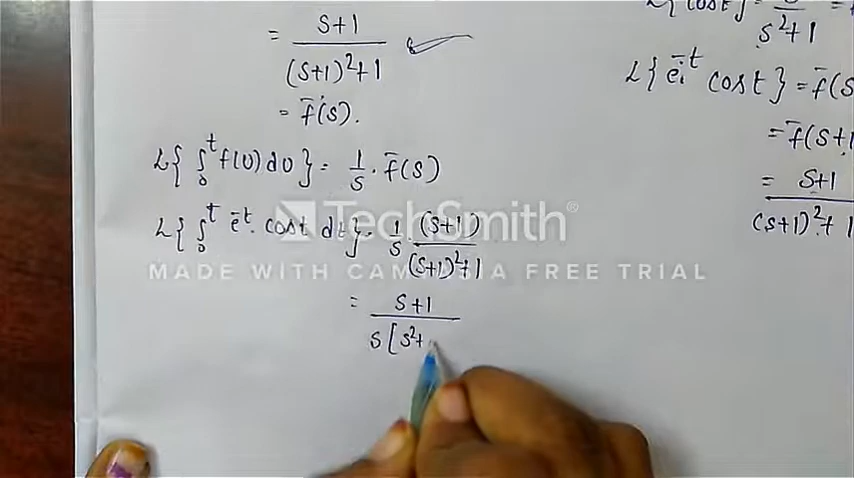 = (s+1)/((s+1)²+1)
= f̄(s).
L{∫₀ᵗ f(u) du} = 1/s · f̄(s)
L{∫₀ᵗ e⁻ᵗ. cost dt} = 1/s · (s+1)/((s+1)²+1)
= s+1/(s[s²+
L{cost} =
s²+1
L{e⁻ᵗ cost} = f̄(s
= f̄(s+1
= s+1/((s+1)²+1
TechSmith®
MADE WITH CAMTASIA FREE TRIAL